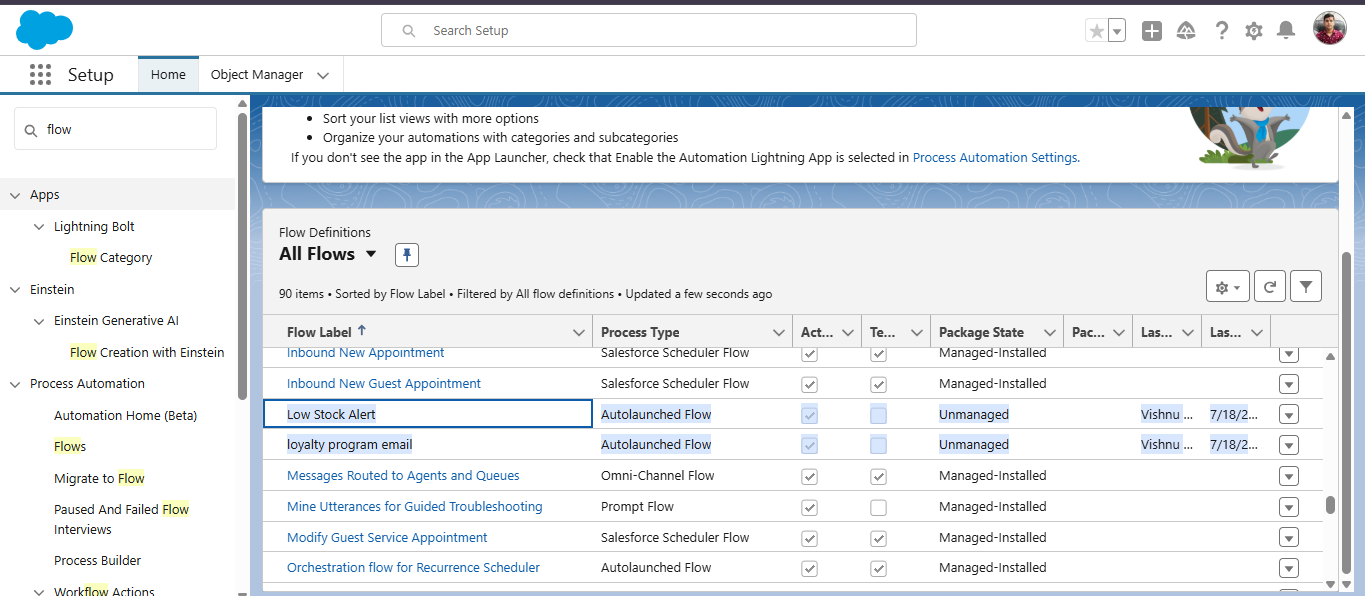 Search Setup
Setup
Home
Object Manager
flow
Apps
Lightning Bolt
Flow Category
Einstein
Einstein Generative AI
Flow Creation with Einstein
Process Automation
Automation Home (Beta)
Flows
Migrate to Flow
Paused And Failed Flow
Interviews
Process Builder
Workflow Actions
Sort your list views with more options
Organize your automations with categories and subcategories
If you don't see the app in the App Launcher, check that Enable the Automation Lightning App is selected in Process Automation Settings.
Flow Definitions
All Flows
90 items • Sorted by Flow Label • Filtered by All flow definitions • Updated a few seconds ago
Flow Label Process Type Act... Te... Package State Pac... Las... Las...
Inbound New Appointment Salesforce Scheduler Flow Managed-Installed
Inbound New Guest Appointment Salesforce Scheduler Flow Managed-Installed
Low Stock Alert Autolaunched Flow Unmanaged Vishnu ... 7/18/2...
loyalty program email Autolaunched Flow Unmanaged Vishnu ... 7/18/2...
Messages Routed to Agents and Queues Omni-Channel Flow Managed-Installed
Mine Utterances for Guided Troubleshooting Prompt Flow Managed-Installed
Modify Guest Service Appointment Salesforce Scheduler Flow Managed-Installed
Orchestration flow for Recurrence Scheduler Autolaunched Flow Managed-Installed